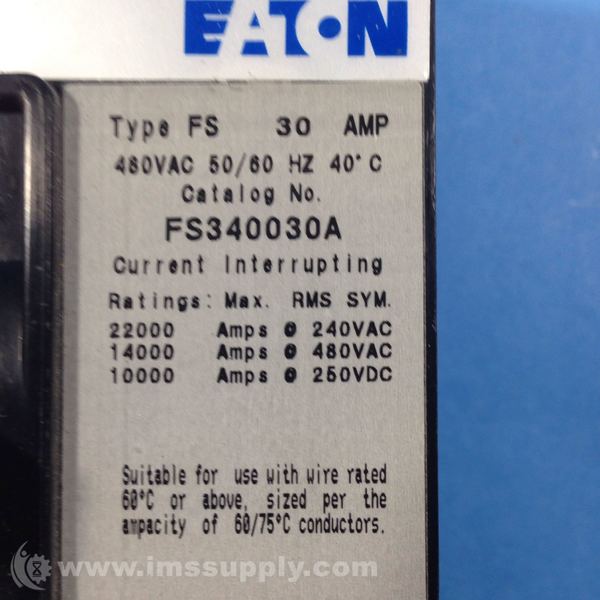 EATON
Type FS 30 AMP
480VAC 50/60 HZ 40°C
Catalog No.
FS340030A
Current Interrupting
Ratings: Max. RMS SYM.
22000 Amps @ 240VAC
14000 Amps @ 480VAC
10000 Amps @ 250VDC
Suitable for use with wire rated
60°C or above, sized per the
ampacity of 60/75°C conductors.
www.imssupply.com